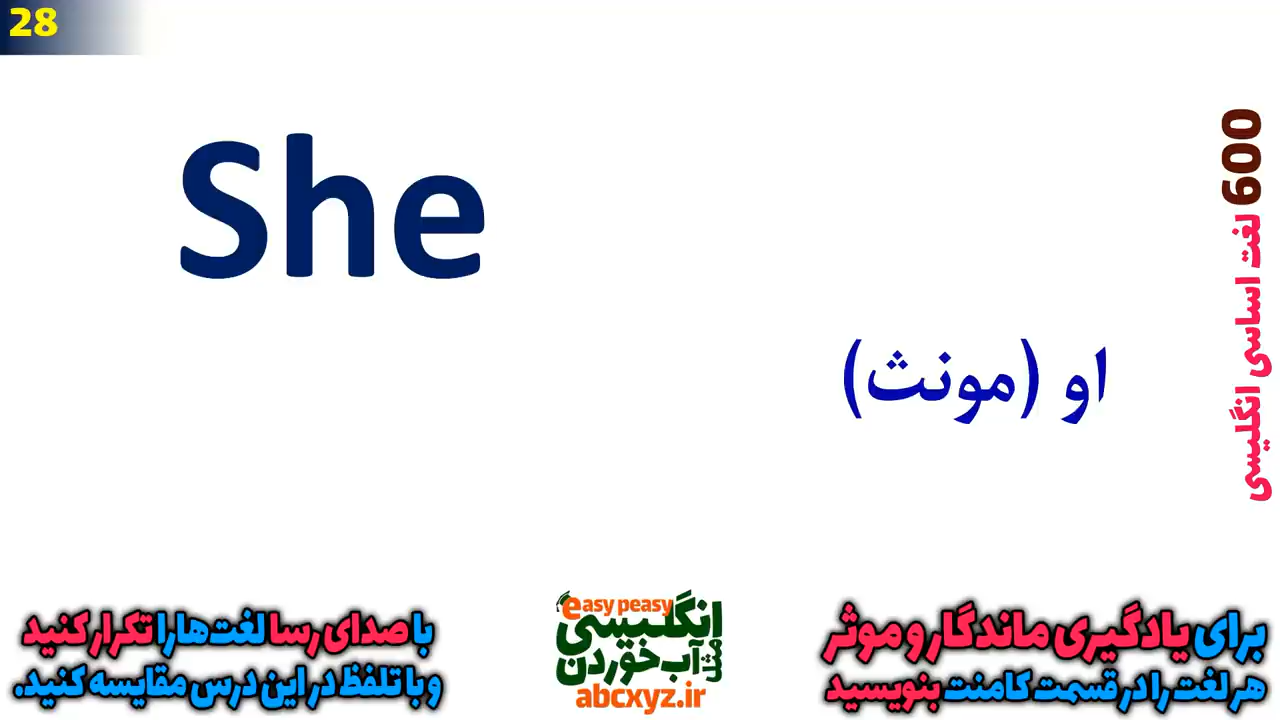 28
She
او (مونث)
600 لغت اساسی انگلیسی
برای یادگیری ماندگار و موثر
هر لغت را در قسمت کامنت بنویسید
easy peasy
انگلیسی
مثل آب خوردن
abcxyz.ir
با صدای رسا لغت‌ها را تکرار کنید
و با تلفظ در این درس مقایسه کنید.